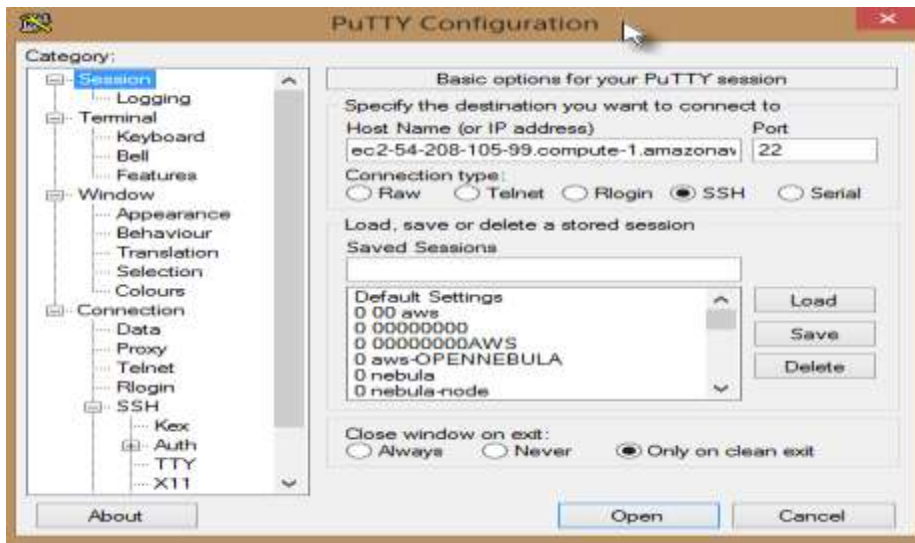 PuTTY Configuration
Category:
Session
Logging
Terminal
Keyboard
Bell
Features
Window
Appearance
Behaviour
Translation
Selection
Colours
Connection
Data
Proxy
Telnet
Rlogin
SSH
Kex
Auth
TTY
X11
Basic options for your PuTTY session
Specify the destination you want to connect to
Host Name (or IP address) Port
ec2-54-208-105-99.compute-1.amazonav 22
Connection type:
Raw Telnet Rlogin SSH Serial
Load, save or delete a stored session
Saved Sessions
Default Settings
0 00 aws
0 00000000
0 00000000AWS
0 aws-OPENNEBULA
0 nebula
0 nebula-node
Load
Save
Delete
Close window on exit:
Always Never Only on clean exit
About Open Cancel